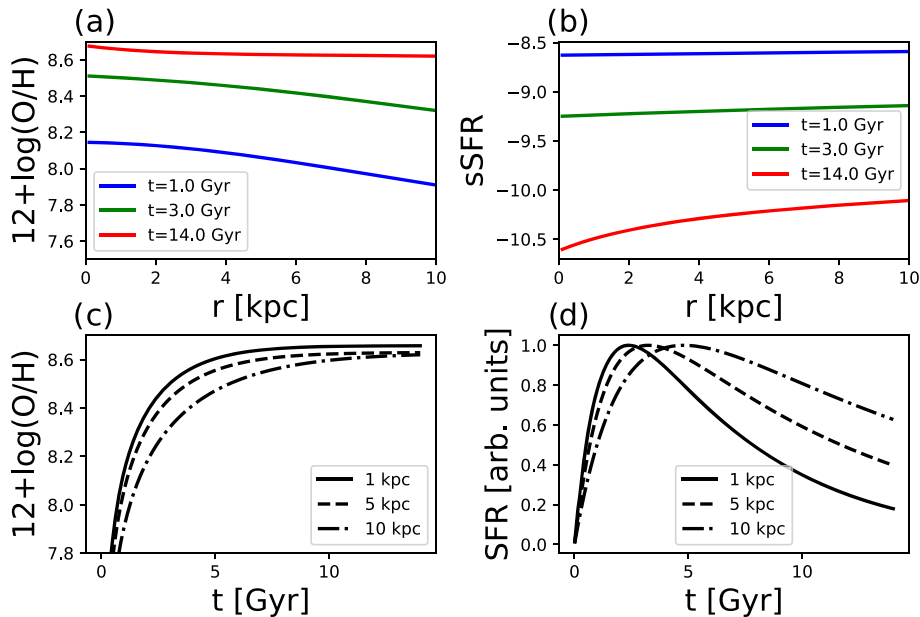 (a)
12+log(O/H)
8.6
8.4
8.2
8.0
7.8
7.6
t=1.0 Gyr
t=3.0 Gyr
t=14.0 Gyr
0 2 4 6 8 10
r [kpc]
(b)
sSFR
−8.5
−9.0
−9.5
−10.0
−10.5
t=1.0 Gyr
t=3.0 Gyr
t=14.0 Gyr
0 2 4 6 8 10
r [kpc]
(c)
12+log(O/H)
8.6
8.4
8.2
8.0
7.8
1 kpc
5 kpc
10 kpc
0 5 10
t [Gyr]
(d)
SFR [arb. units]
1.0
0.8
0.6
0.4
0.2
0.0
1 kpc
5 kpc
10 kpc
0 5 10
t [Gyr]